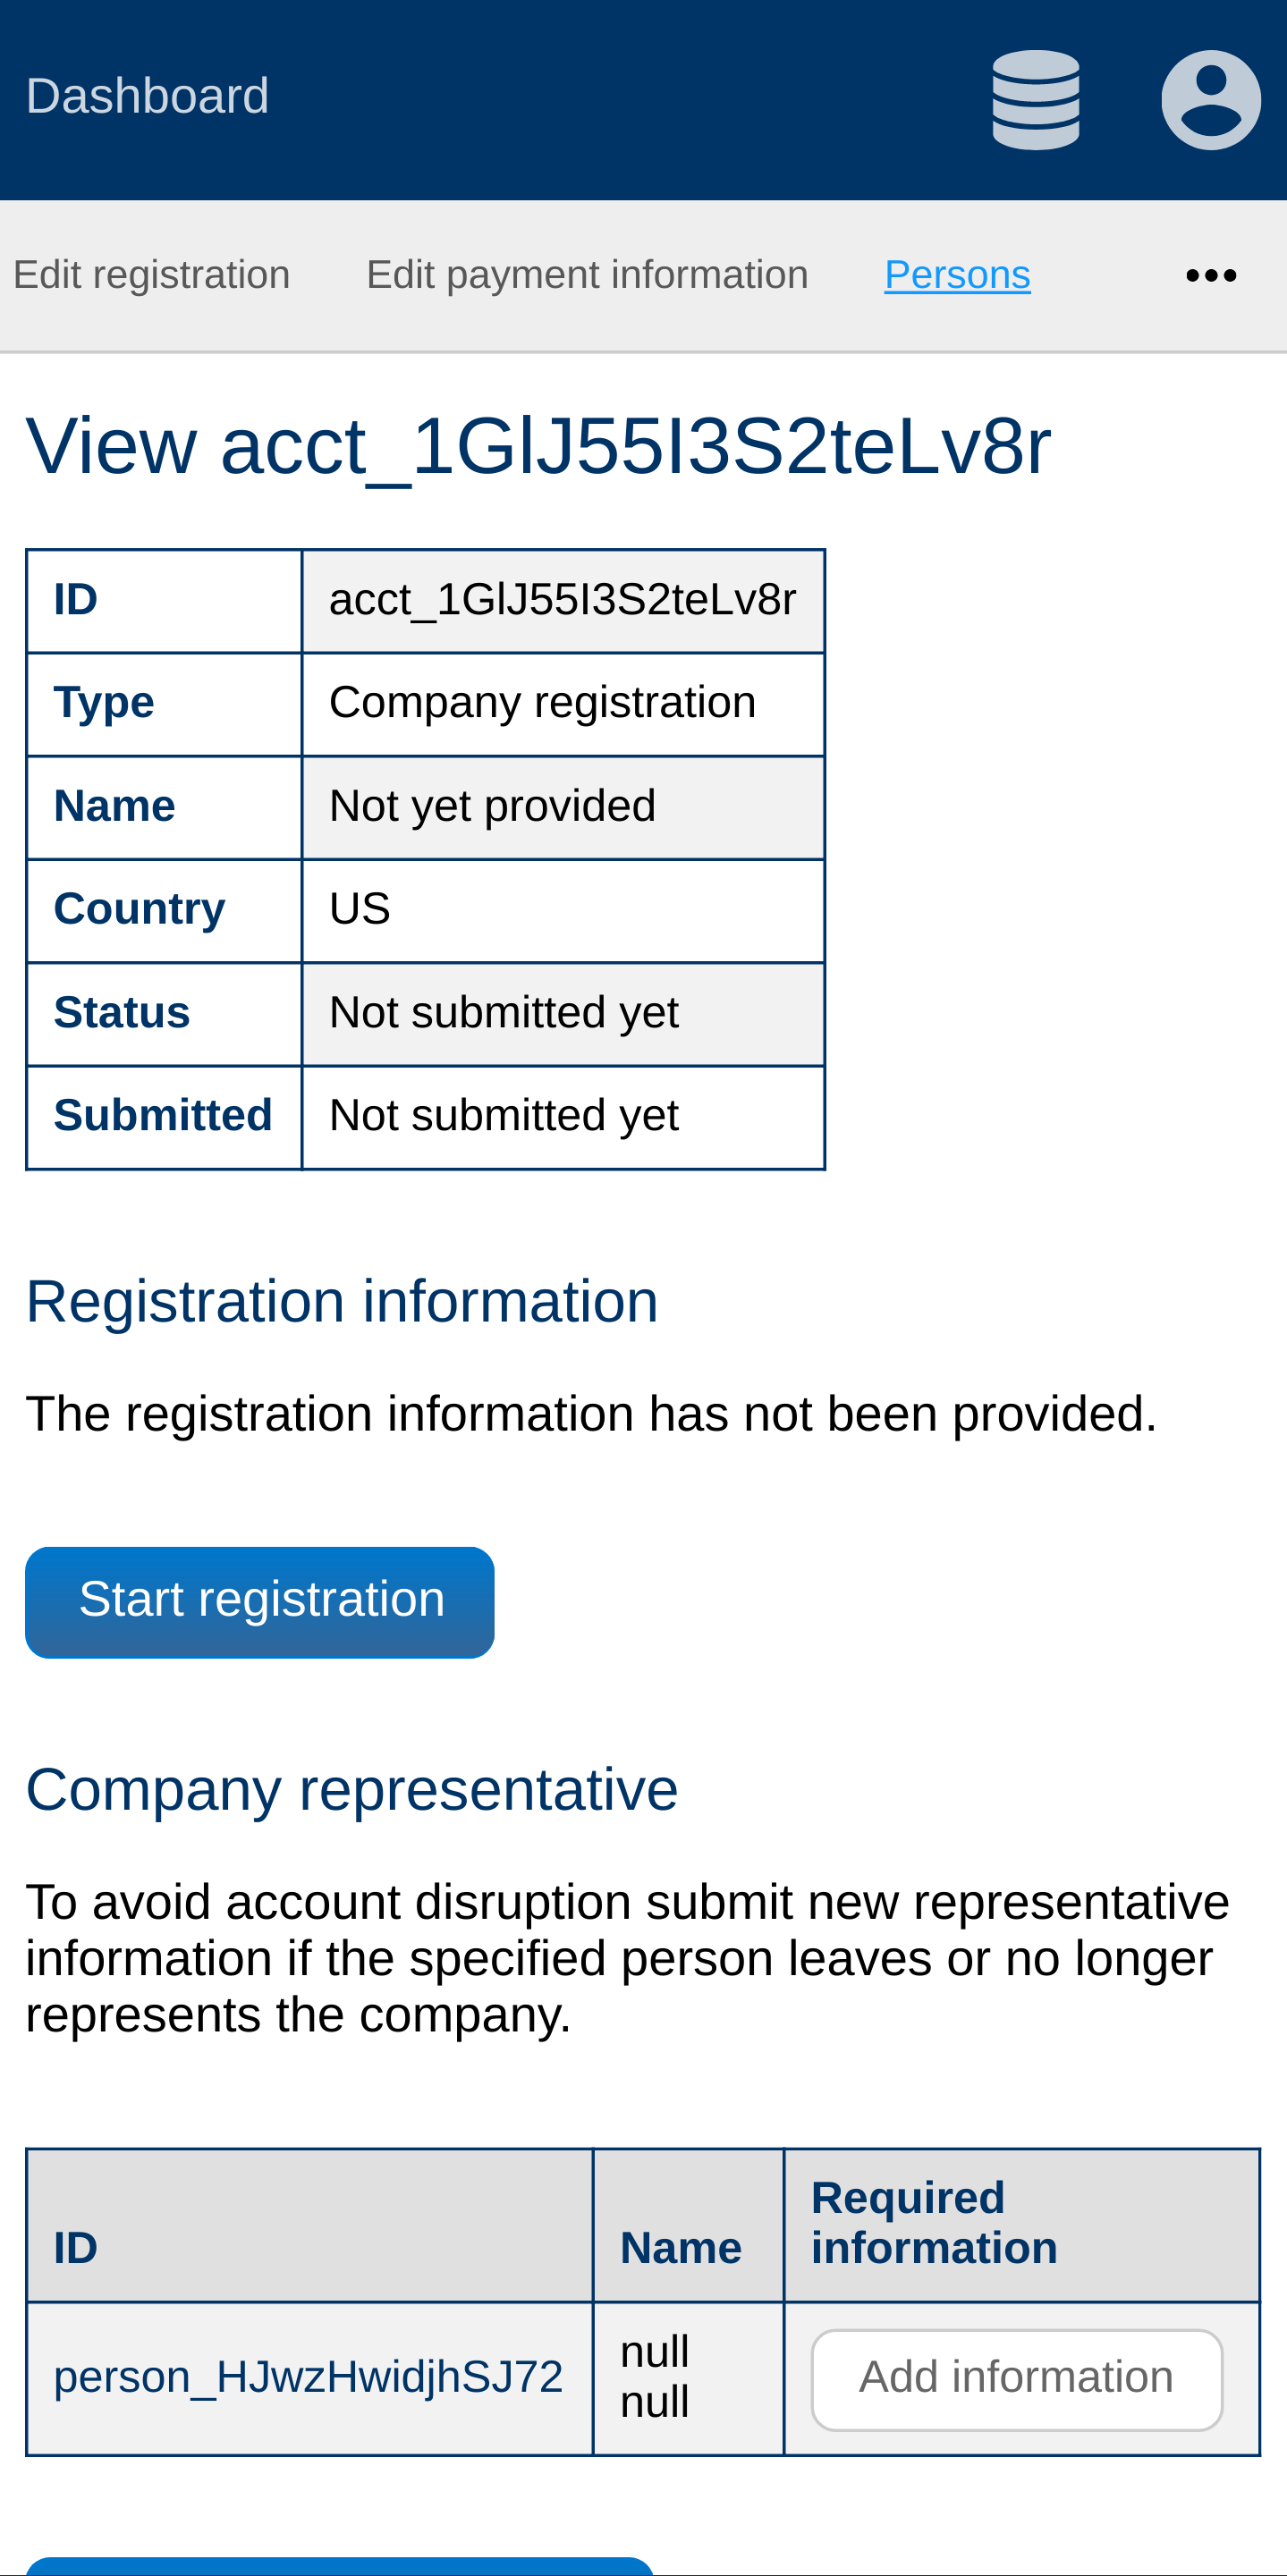 Dashboard
Edit registration Edit payment information Persons •••
View acct_1GlJ55I3S2teLv8r
ID acct_1GlJ55I3S2teLv8r
Type Company registration
Name Not yet provided
Country US
Status Not submitted yet
Submitted Not submitted yet
Registration information
The registration information has not been provided.
Start registration
Company representative
To avoid account disruption submit new representative
information if the specified person leaves or no longer
represents the company.
ID Name Required
information
person_HJwzHwidjhSJ72 null
null Add information